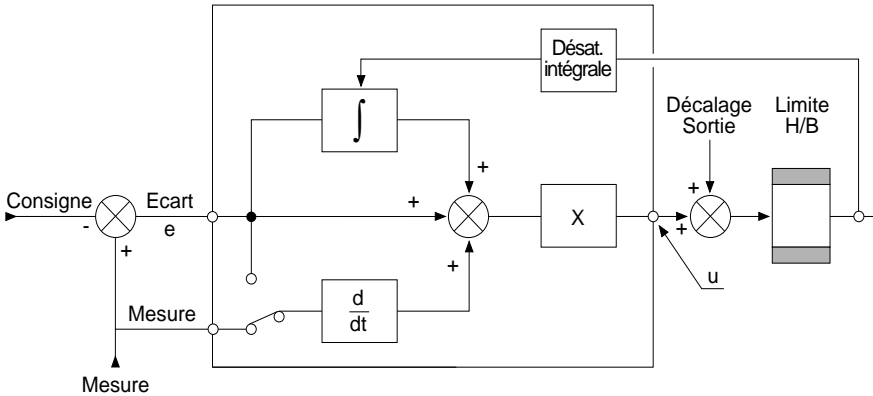 Désat.
intégrale
∫
Décalage
Sortie
Limite
H/B
+
+
Consigne
-
Ecart
e
+
+
X
+
+
u
Mesure
d
dt
Mesure